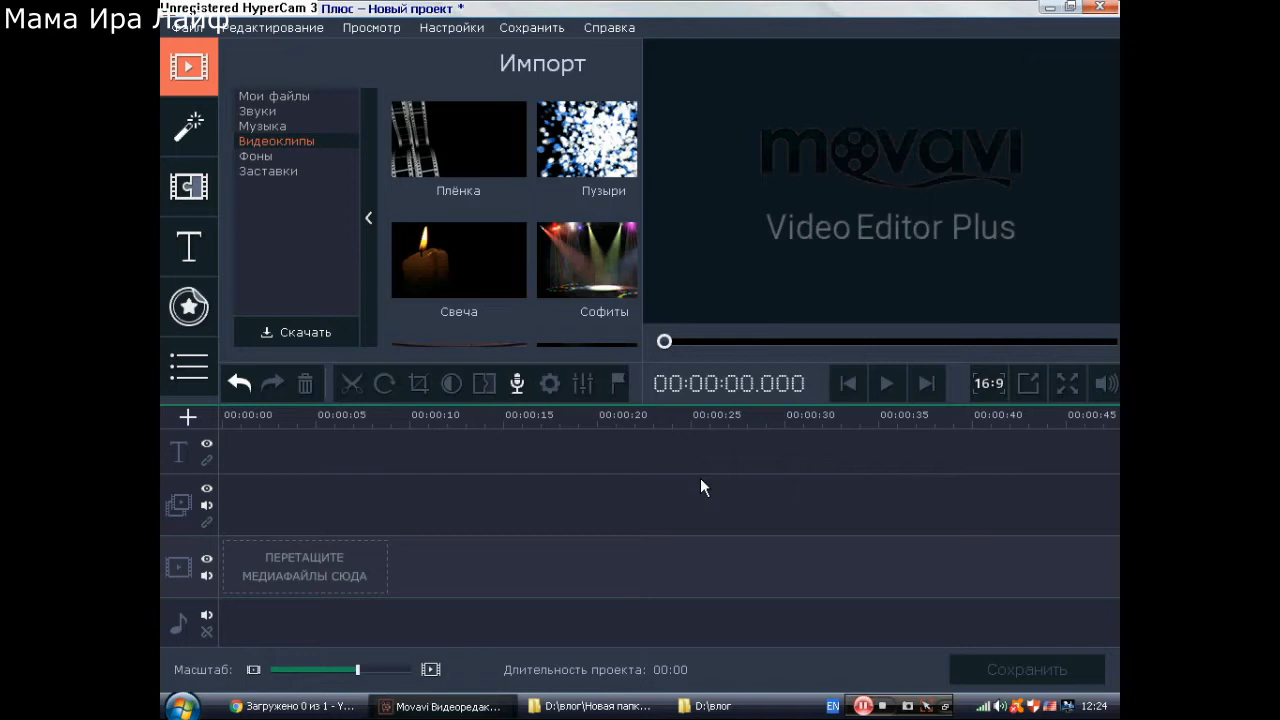 Мама Ира Лайф
Unregistered HyperCam 3 Плюс – Новый проект *
Файл Редактирование Просмотр Настройки Сохранить Справка
Импорт
Мои файлы
Звуки
Музыка
Видеоклипы
Фоны
Заставки
Скачать
Плёнка Пузыри
Свеча Софиты
movavi
Video Editor Plus
00:00:00.000 16:9
00:00:00 00:00:05 00:00:10 00:00:15 00:00:20 00:00:25 00:00:30 00:00:35 00:00:40 00:00:45
ПЕРЕТАЩИТЕ
МЕДИАФАЙЛЫ СЮДА
Масштаб: Длительность проекта: 00:00 Сохранить
Загружено 0 из 1 - Y... Movavi Видеоредак... D:\влог\Новая папк... D:\влог EN 12:24